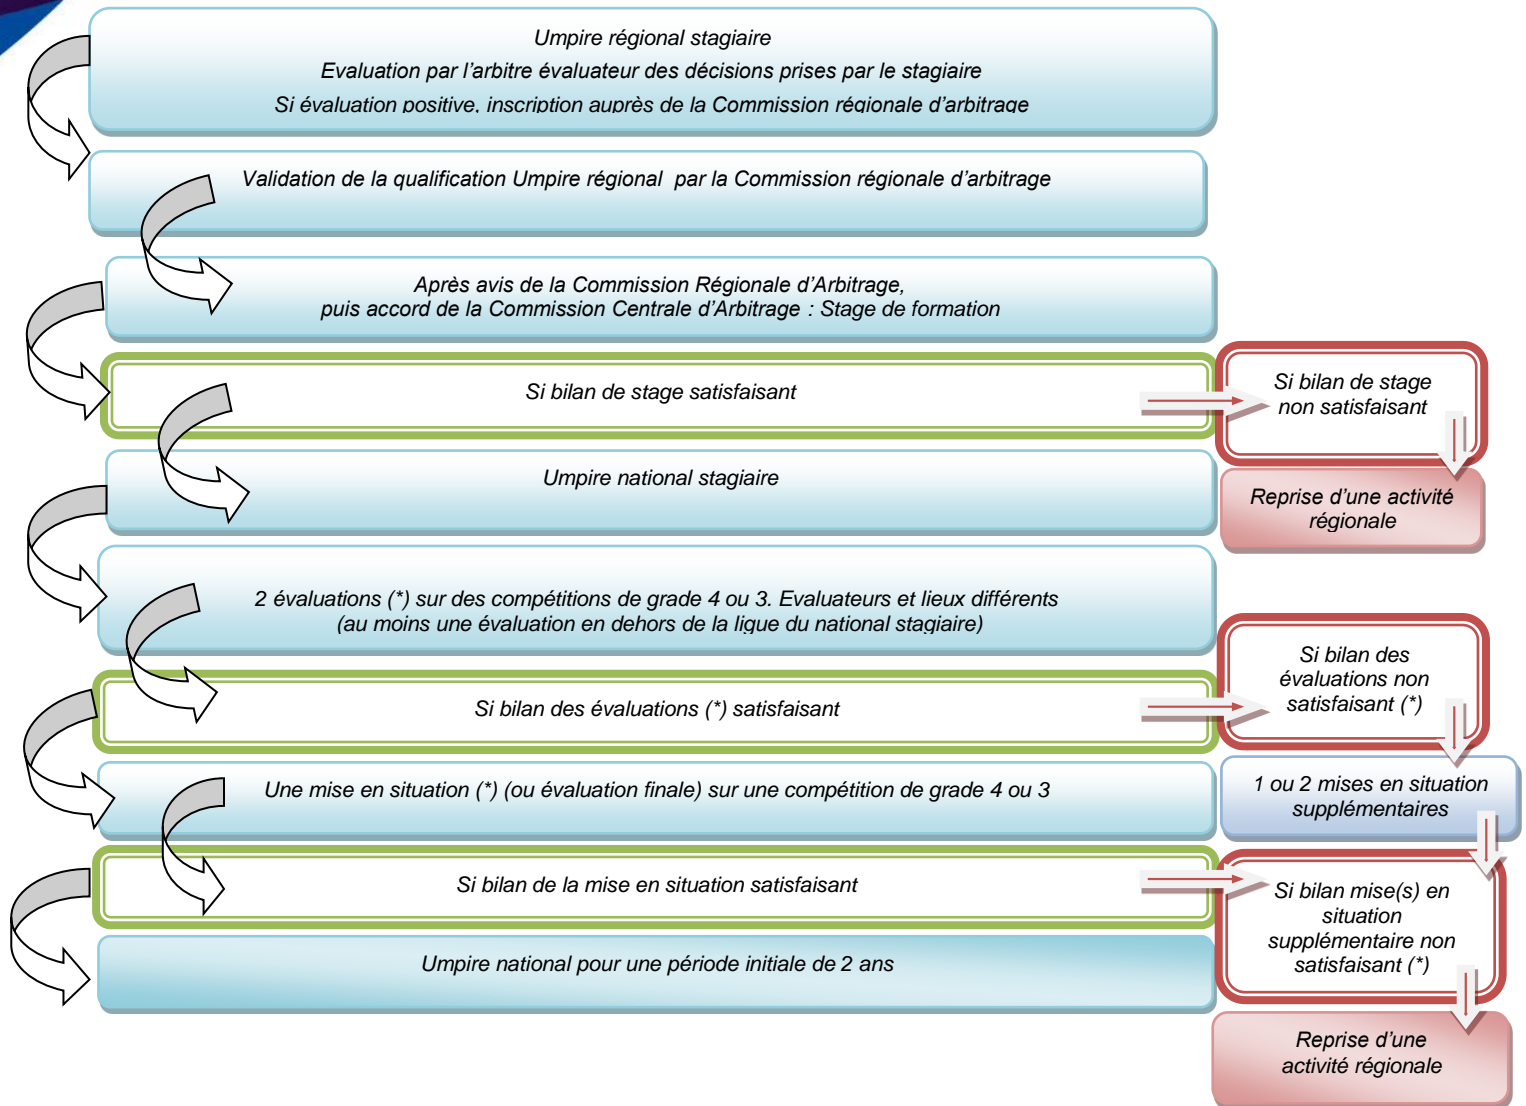 Umpire régional stagiaire
Evaluation par l'arbitre évaluateur des décisions prises par le stagiaire
Si évaluation positive, inscription auprès de la Commission régionale d'arbitrage
Validation de la qualification Umpire régional par la Commission régionale d'arbitrage
Après avis de la Commission Régionale d'Arbitrage,
puis accord de la Commission Centrale d'Arbitrage : Stage de formation
Si bilan de stage satisfaisant
Si bilan de stage
non satisfaisant
Umpire national stagiaire
Reprise d'une activité
régionale
2 évaluations (*) sur des compétitions de grade 4 ou 3. Evaluateurs et lieux différents
(au moins une évaluation en dehors de la ligue du national stagiaire)
Si bilan des
évaluations non
satisfaisant (*)
Si bilan des évaluations (*) satisfaisant
Une mise en situation (*) (ou évaluation finale) sur une compétition de grade 4 ou 3
1 ou 2 mises en situation
supplémentaires
Si bilan de la mise en situation satisfaisant
Si bilan mise(s) en
situation
supplémentaire non
satisfaisant (*)
Umpire national pour une période initiale de 2 ans
Reprise d'une
activité régionale